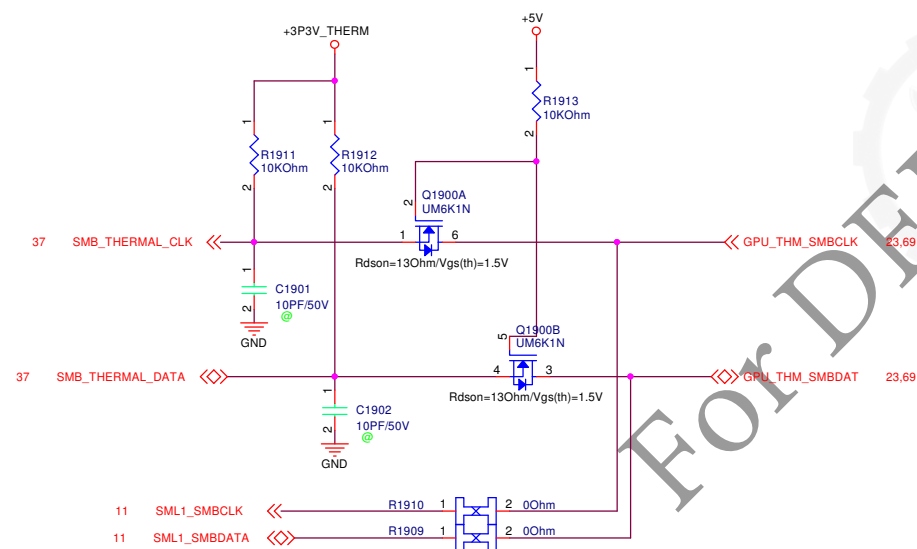 +5V
+3P3V_THERM
1
1
1
R1913
10KOhm
2
R1911
10KOhm
2
R1912
10KOhm
2
Q1900A
UM6K1N
2
37 SMB_THERMAL_CLK
1
6
GPU_THM_SMBCLK 23,69
Rdson=13Ohm/Vgs(th)=1.5V
1
C1901
10PF/50V
2
@
GND
Q1900B
UM6K1N
5
37 SMB_THERMAL_DATA
4
3
GPU_THM_SMBDAT 23,69
Rdson=13Ohm/Vgs(th)=1.5V
1
C1902
10PF/50V
2
@
GND
11 SML1_SMBCLK
R1910 1 2 0Ohm
11 SML1_SMBDATA
R1909 1 2 0Ohm
For